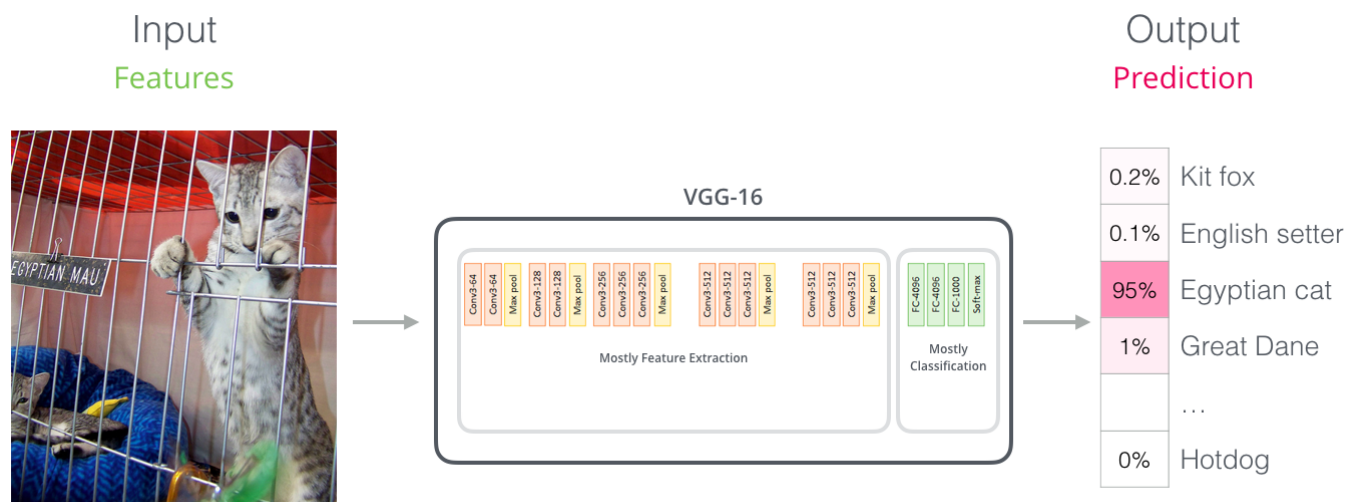 Input
Features
Output
Prediction
EGYPTIAN MAU
VGG-16
Conv3-64
Conv3-64
Max pool
Conv3-128
Conv3-128
Max pool
Conv3-256
Conv3-256
Conv3-256
Max pool
Conv3-512
Conv3-512
Conv3-512
Max pool
Conv3-512
Conv3-512
Conv3-512
Max pool
FC-4096
FC-4096
FC-1000
Soft-max
Mostly Feature Extraction
Mostly
Classification
0.2% Kit fox
0.1% English setter
95% Egyptian cat
1% Great Dane
...
0% Hotdog